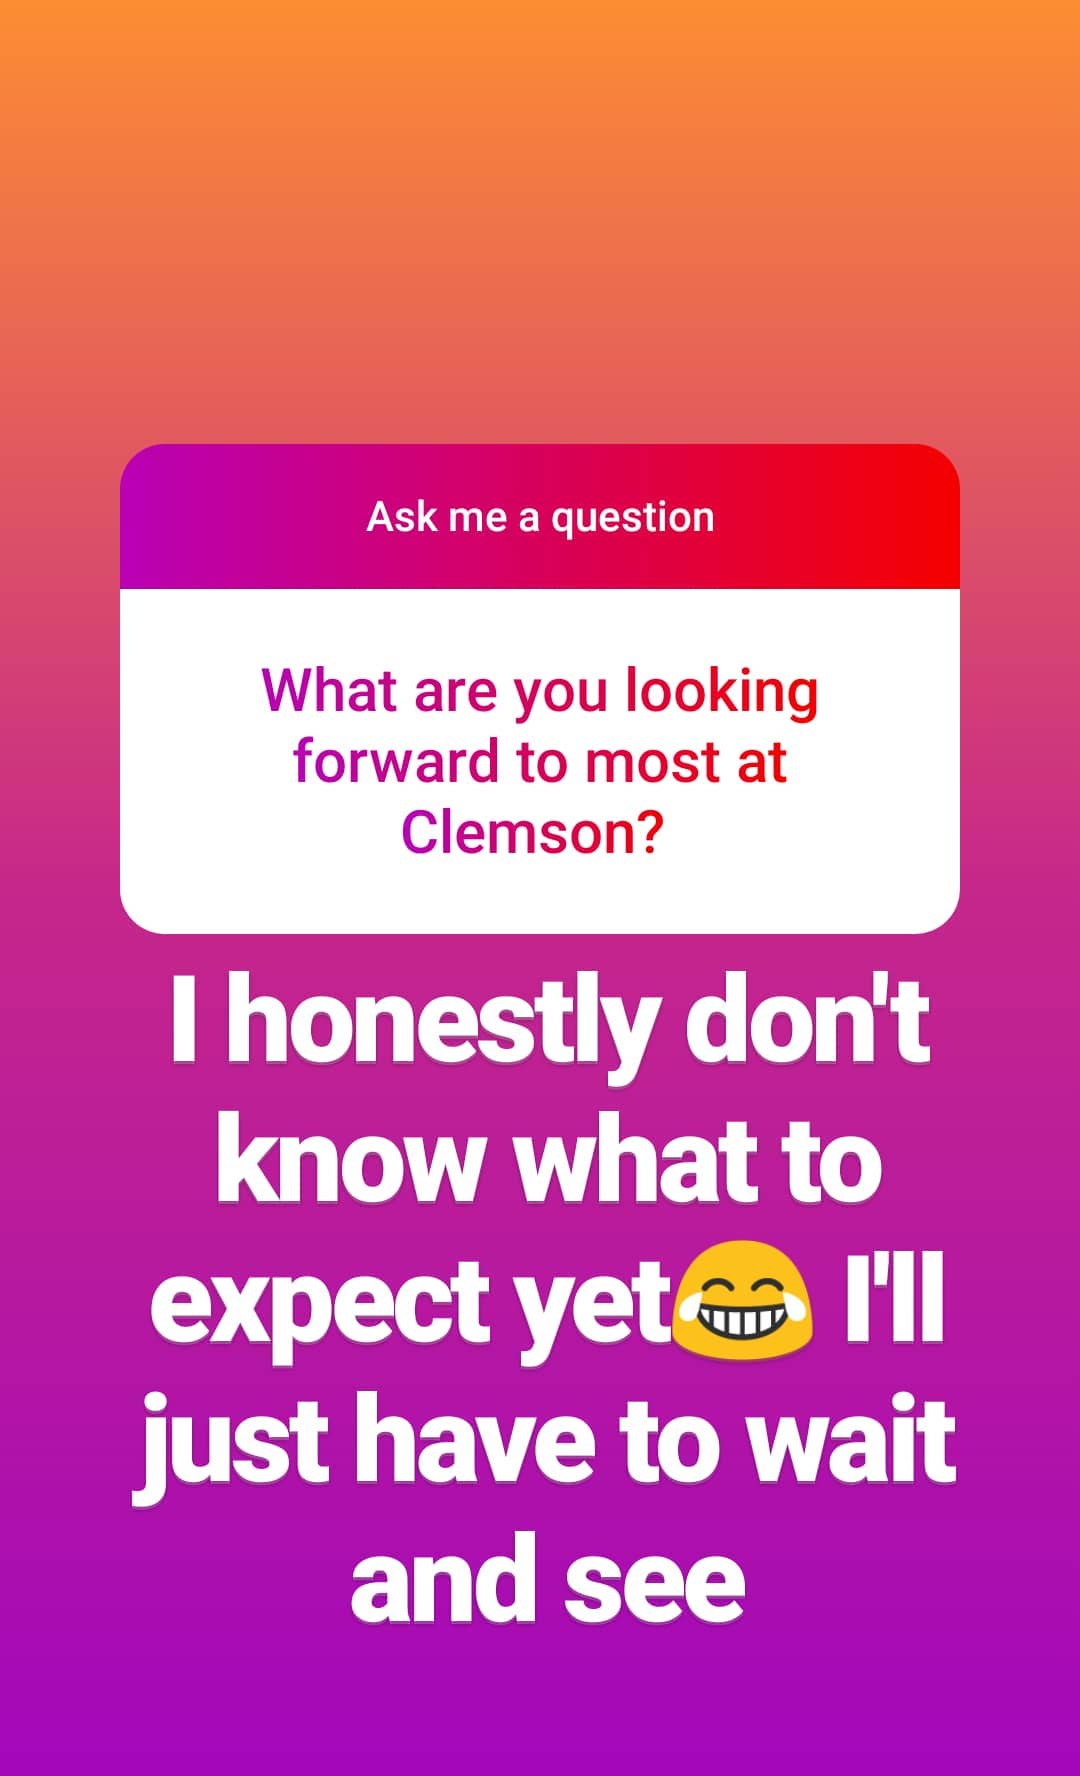 Ask me a question
What are you looking
forward to most at
Clemson?
I honestly don't
know what to
expect yet😂 I'll
just have to wait
and see